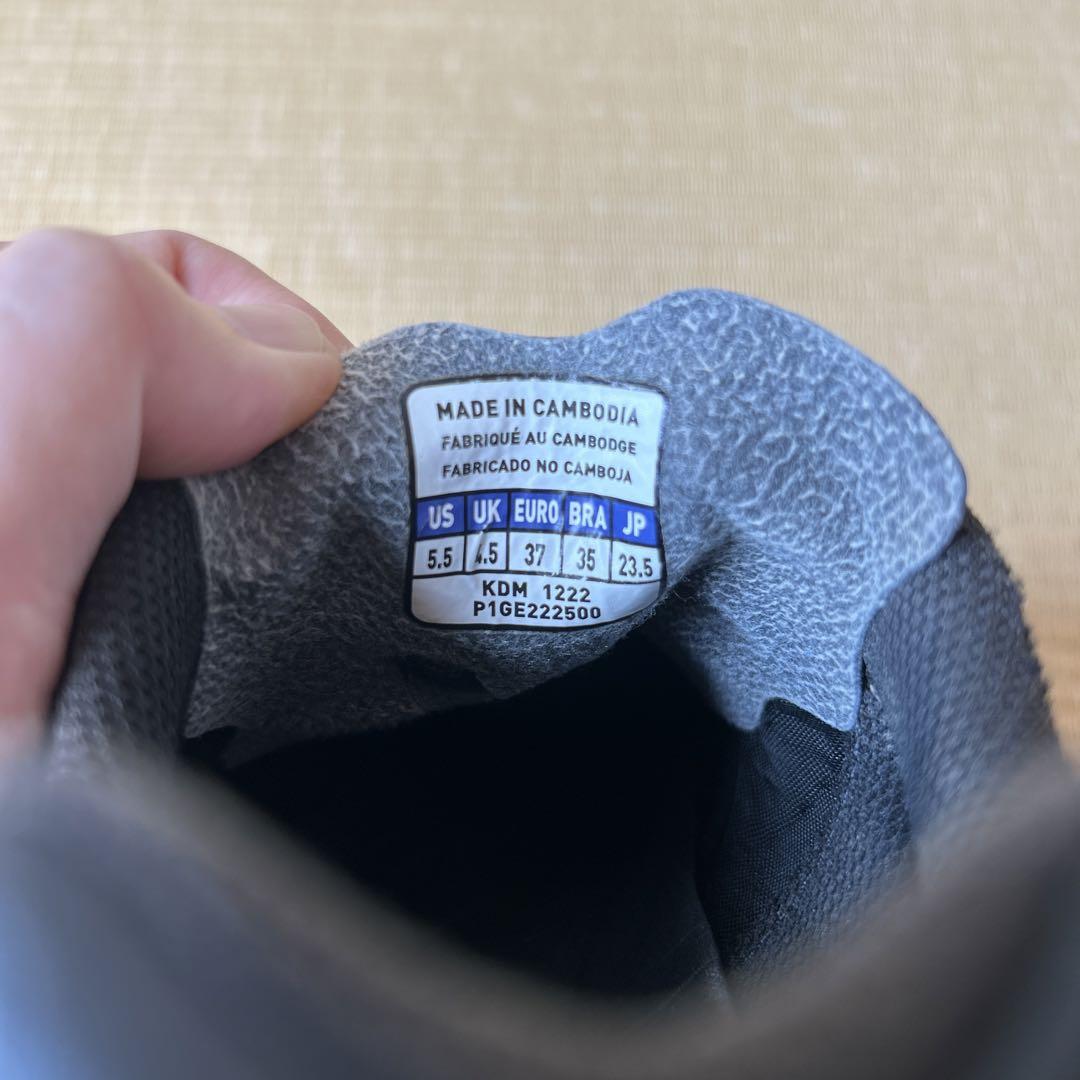 MADE IN CAMBODIA
FABRIQUÉ AU CAMBODGE
FABRICADO NO CAMBOJA
US UK EURO BRA JP
5.5 4.5 37 35 23.5
KDM 1222
P1GE222500